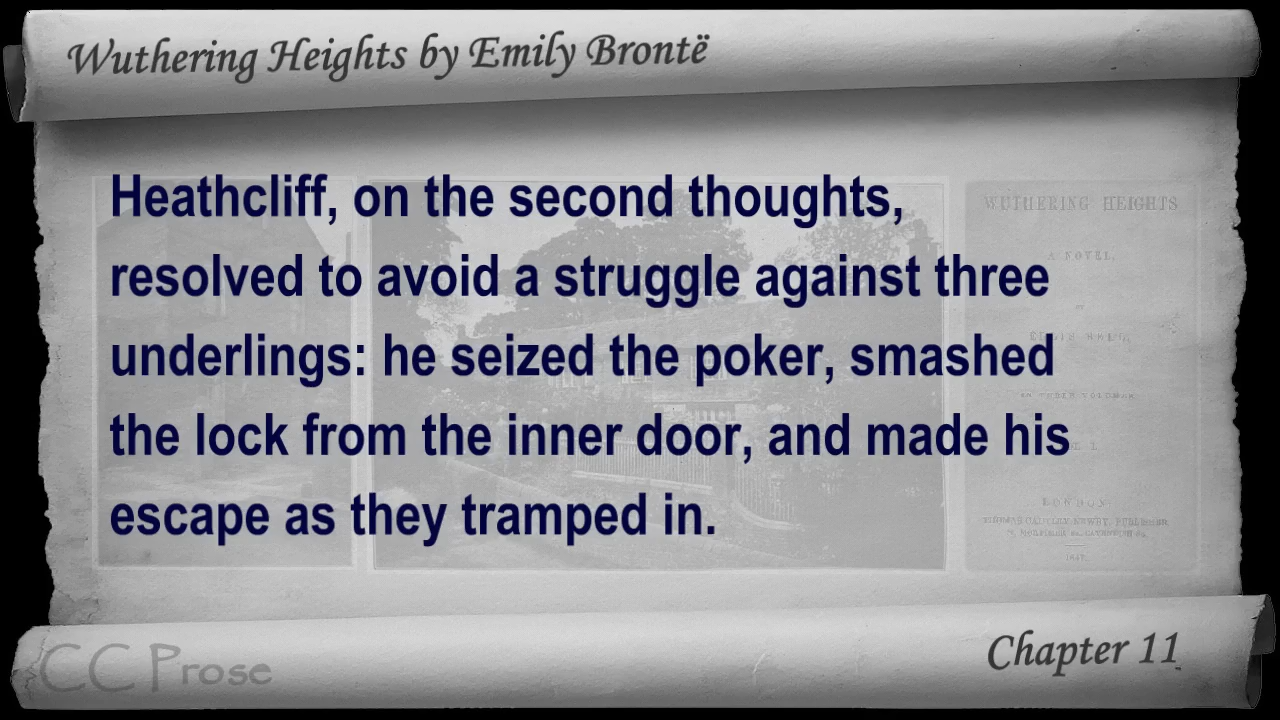 Wuthering Heights by Emily Brontë
Heathcliff, on the second thoughts,
resolved to avoid a struggle against three
underlings: he seized the poker, smashed
the lock from the inner door, and made his
escape as they tramped in.
WUTHERING HEIGHTS
A NOVEL,
LONDON
1847.
CC Prose
Chapter 11